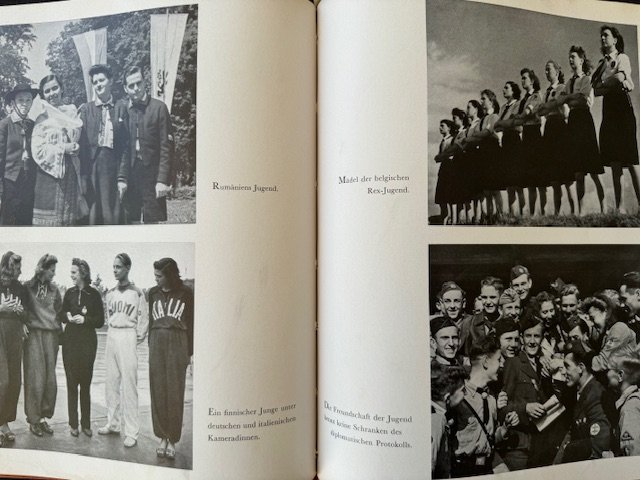 Rumäniens Jugend.
SUOMI
ITALIA
Ein finnischer Junge unter
deutschen und italienischen
Kameradinnen.
Mädel der belgischen
Rex-Jugend.
Die Freundschaft der Jugend
kennt keine Schranken des
diplomatischen Protokolls.